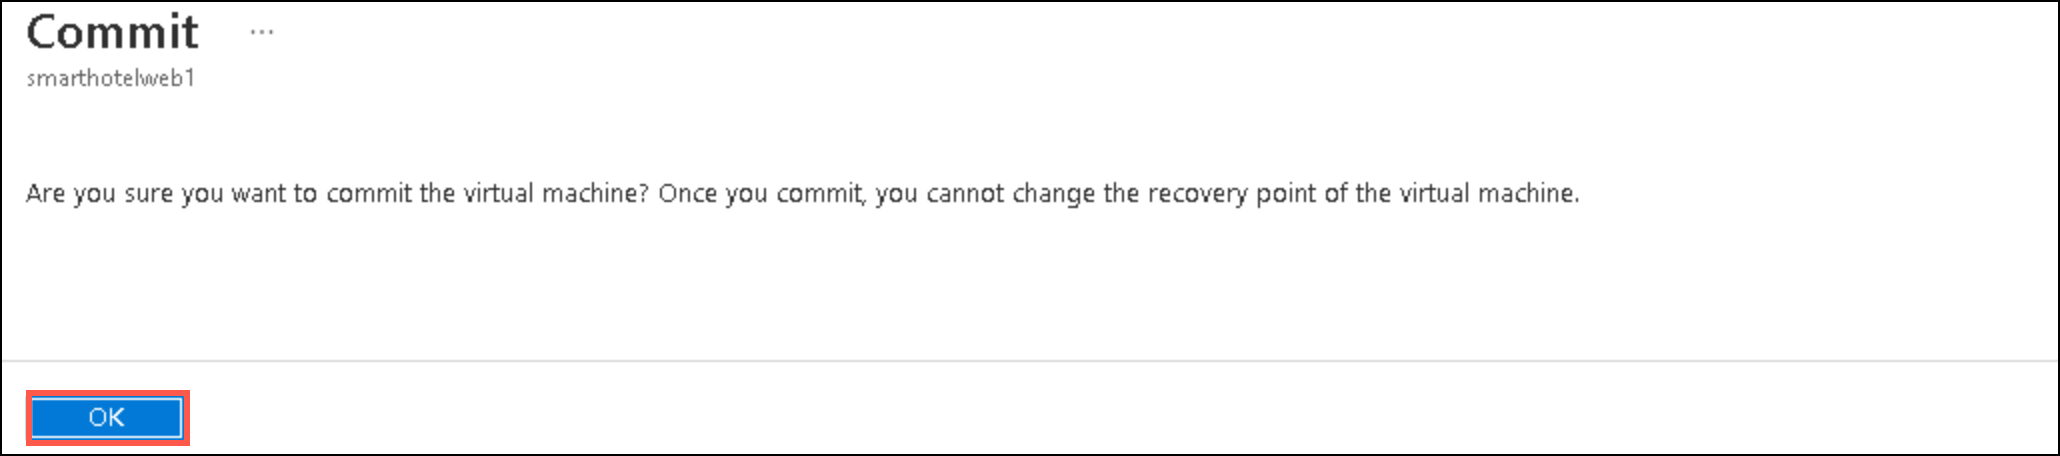 Commit ...
smarthotelweb1
Are you sure you want to commit the virtual machine? Once you commit, you cannot change the recovery point of the virtual machine.
OK